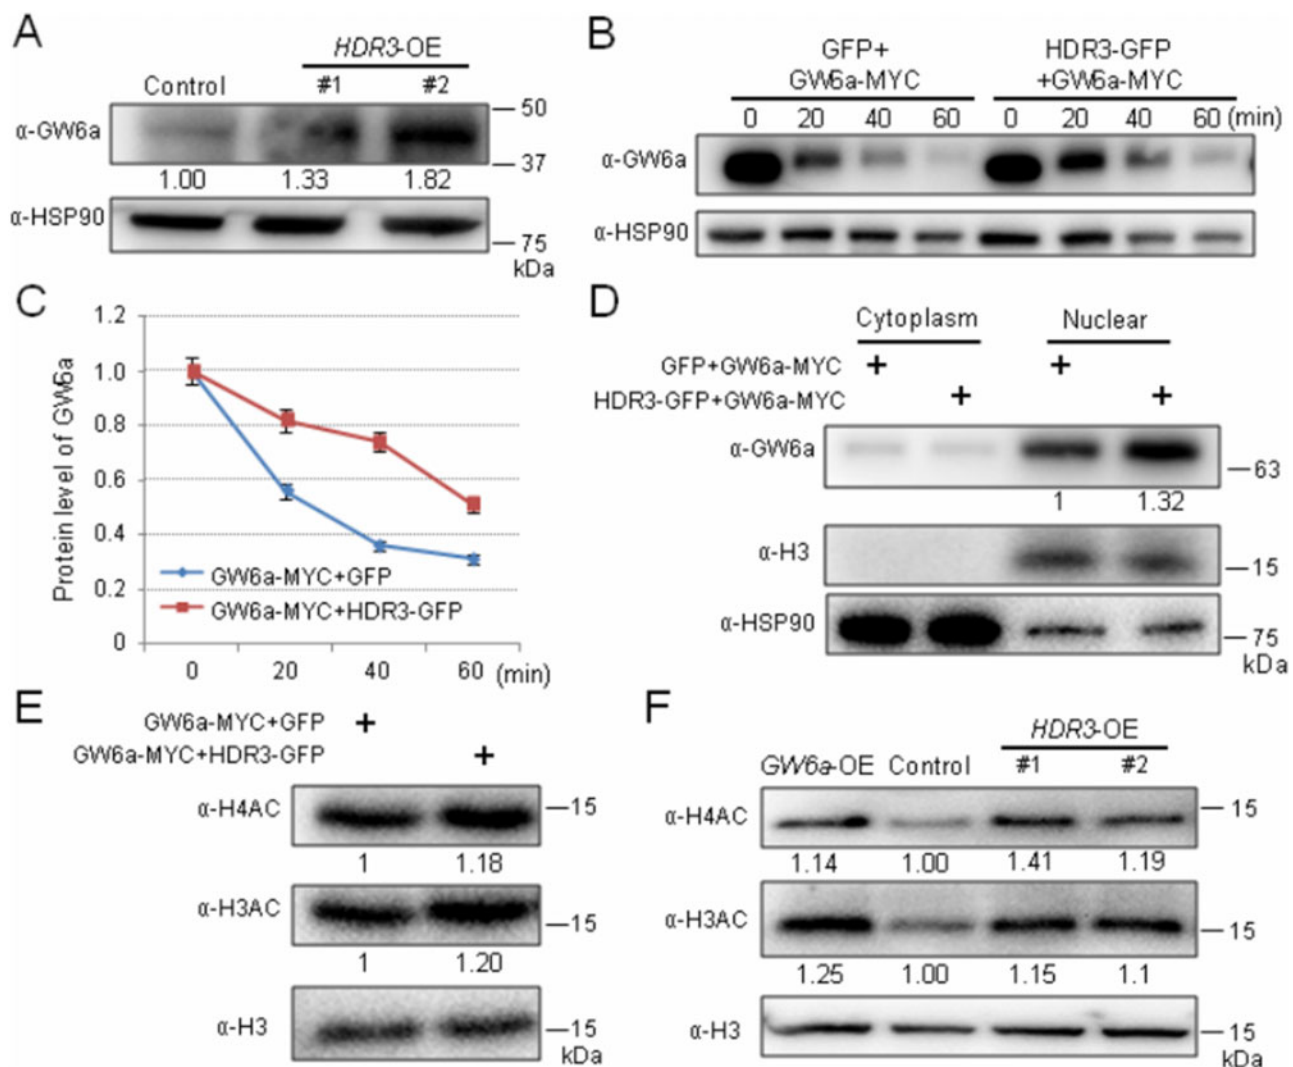 A
HDR3-OE
Control #1 #2
α-GW6a
50
37
1.00 1.33 1.82
α-HSP90
75
kDa
B
GFP+ HDR3-GFP
GW6a-MYC +GW6a-MYC
0 20 40 60 0 20 40 60 (min)
α-GW6a
α-HSP90
C
Protein level of GW6a
1.2
1.0
0.8
0.6
0.4
0.2
0
GW6a-MYC+GFP
GW6a-MYC+HDR3-GFP
0 20 40 60 (min)
D
Cytoplasm Nuclear
GFP+GW6a-MYC + +
HDR3-GFP+GW6a-MYC + +
α-GW6a
63
1 1.32
α-H3
15
α-HSP90
75
kDa
E
GW6a-MYC+GFP +
GW6a-MYC+HDR3-GFP +
α-H4AC 15
1 1.18
α-H3AC 15
1 1.20
α-H3 15
kDa
F
HDR3-OE
GW6a-OE Control #1 #2
α-H4AC 15
1.14 1.00 1.41 1.19
α-H3AC 15
1.25 1.00 1.15 1.1
α-H3 15
kDa